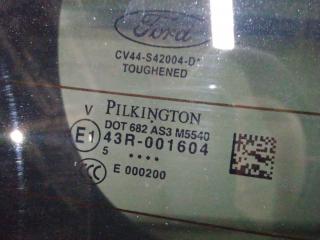 Ford
CV44-S42004-D*
TOUGHENED
V PILKINGTON
DOT 682 AS3 M5540
E1 43R-001604
5 ••••
CCC E 000200